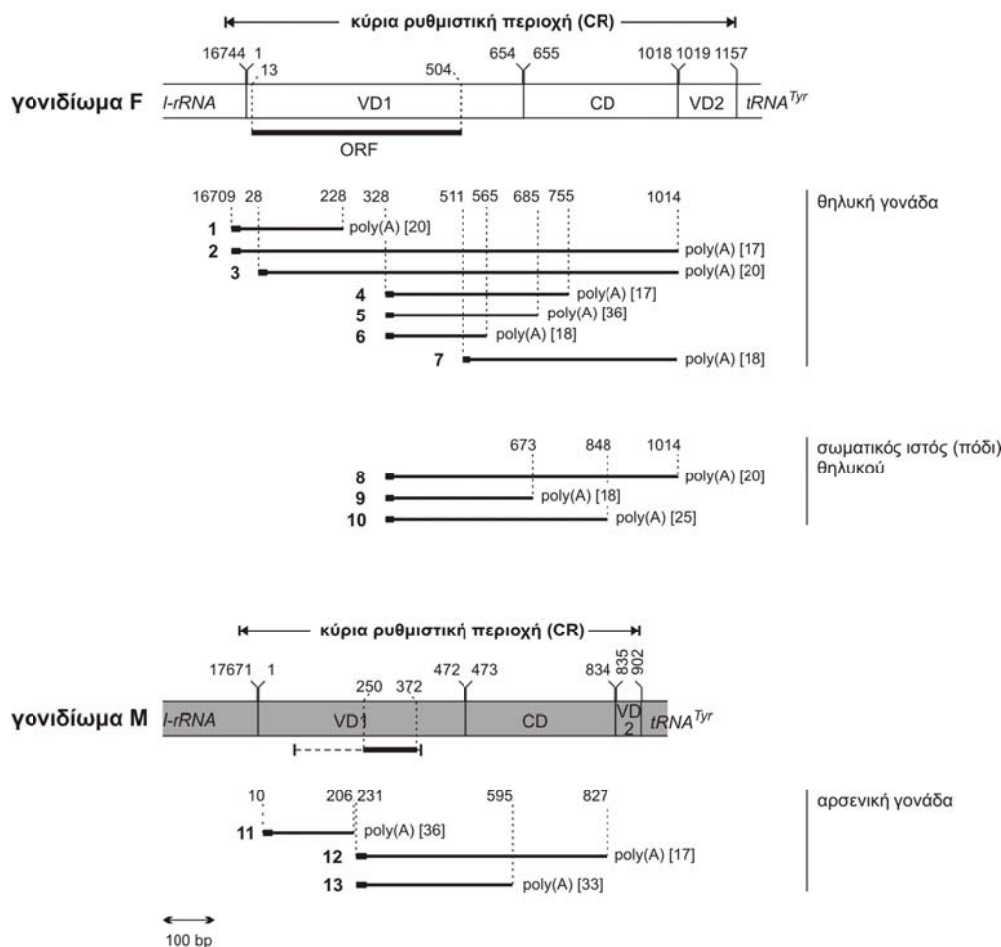 κύρια ρυθμιστική περιοχή (CR)
16744 1 654 655 1018 1019 1157
13 504
γονιδίωμα F l-rRNA VD1 CD VD2 tRNATyr
ORF
16709 28 228 328 511 565 685 755 1014 θηλυκή γονάδα
1 poly(A) [20]
2 poly(A) [17]
3 poly(A) [20]
4 poly(A) [17]
5 poly(A) [36]
6 poly(A) [18]
7 poly(A) [18]
673 848 1014 σωματικός ιστός (πόδι)
θηλυκού
8 poly(A) [20]
9 poly(A) [18]
10 poly(A) [25]
κύρια ρυθμιστική περιοχή (CR)
17671 1 472 473 834 835 902
250 372
γονιδίωμα M l-rRNA VD1 CD VD 2 tRNATyr
10 206 231 595 827 αρσενική γονάδα
11 poly(A) [36]
12 poly(A) [17]
13 poly(A) [33]
100 bp